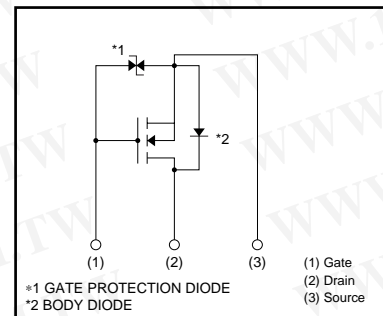 *1
*2
(1) (2) (3)
(1) Gate
(2) Drain
(3) Source
*1 GATE PROTECTION DIODE
*2 BODY DIODE